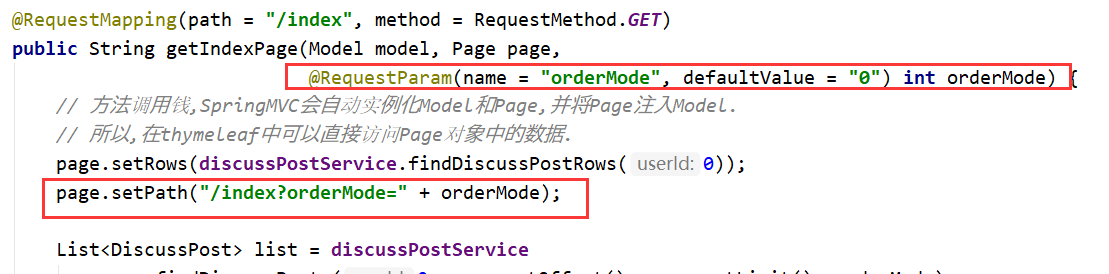 @RequestMapping(path = "/index", method = RequestMethod.GET)
public String getIndexPage(Model model, Page page,
@RequestParam(name = "orderMode", defaultValue = "0") int orderMode) {
// 方法调用钱,SpringMVC会自动实例化Model和Page,并将Page注入Model.
// 所以,在thymeleaf中可以直接访问Page对象中的数据.
page.setRows(discussPostService.findDiscussPostRows( userId: 0));
page.setPath("/index?orderMode=" + orderMode);
List<DiscussPost> list = discussPostService